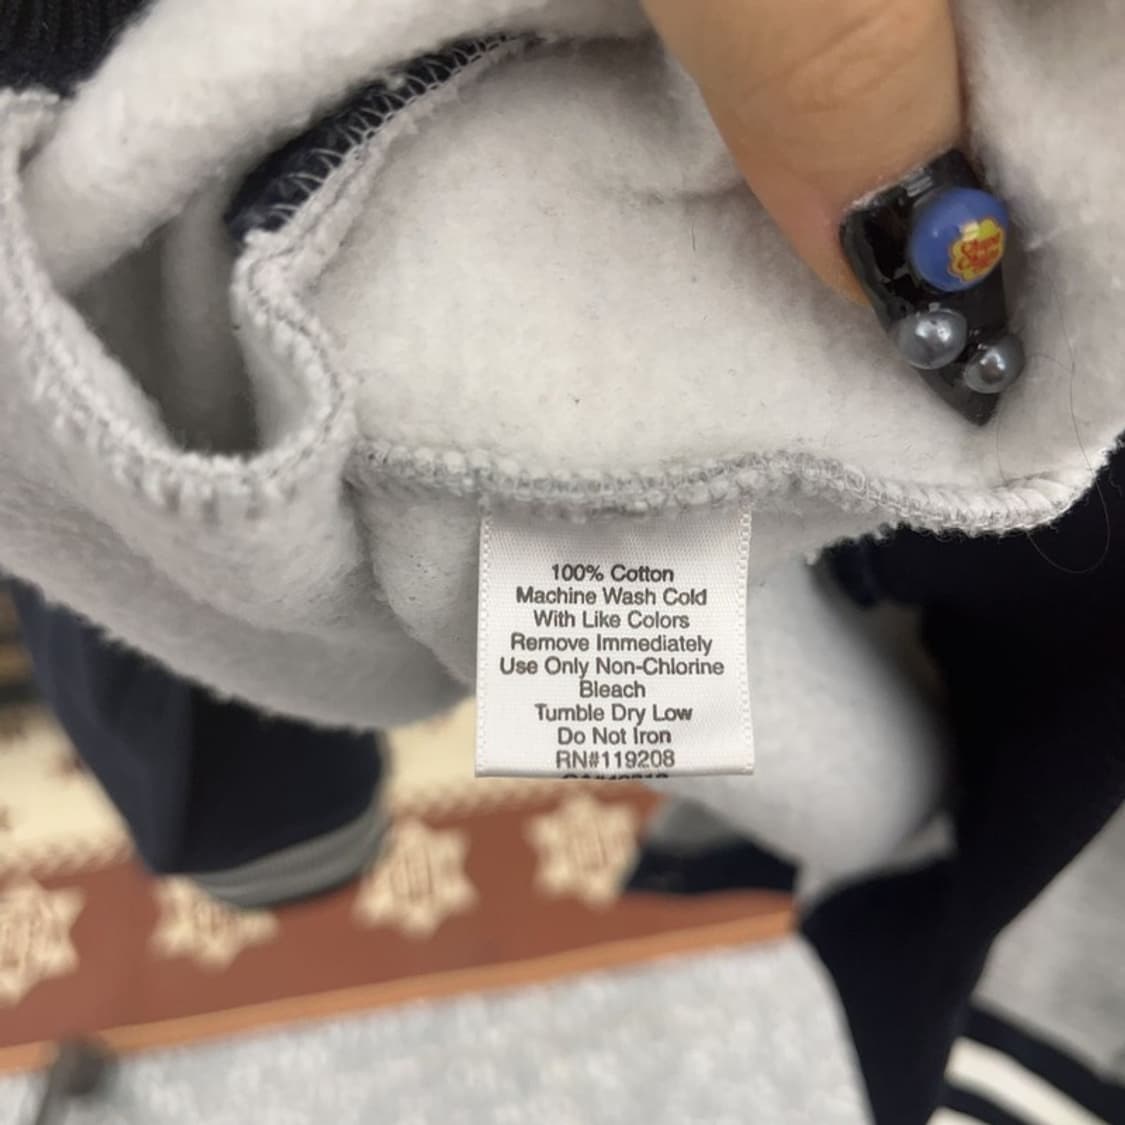 100% Cotton
Machine Wash Cold
With Like Colors
Remove Immediately
Use Only Non-Chlorine
Bleach
Tumble Dry Low
Do Not Iron
RN#119208